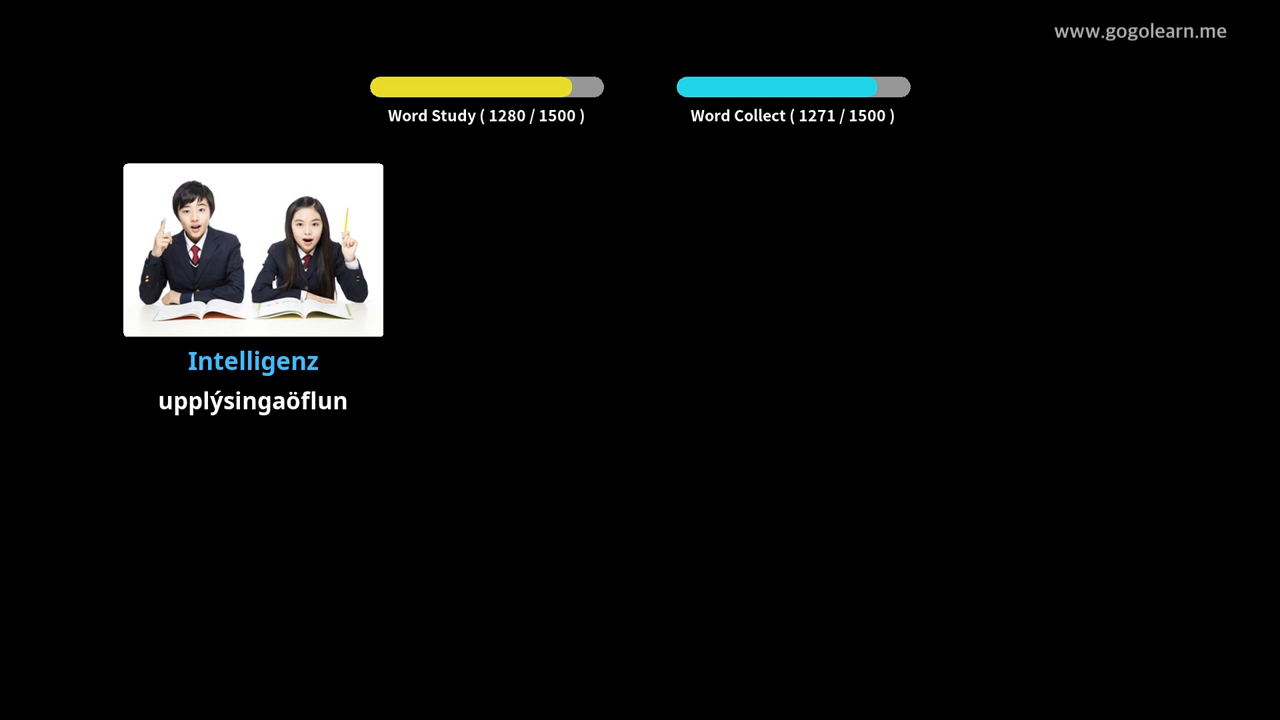 www.gogolearn.me
Word Study ( 1280 / 1500 )
Word Collect ( 1271 / 1500 )
Intelligenz
upplýsingaöflun